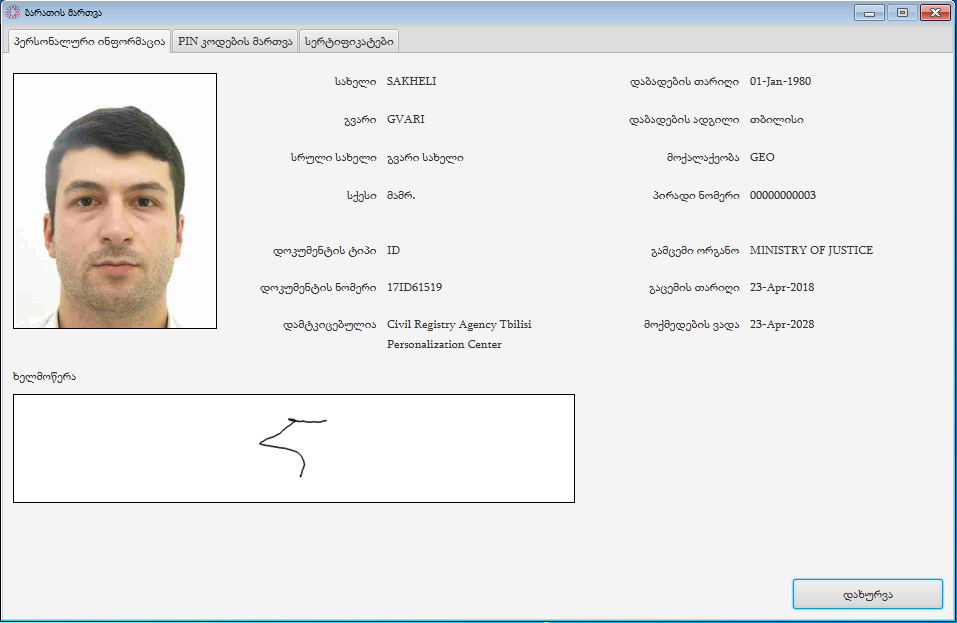 ბარათის მართვა
პერსონალური ინფორმაცია PIN კოდების მართვა სერტიფიკატები
სახელი SAKHELI
გვარი GVARI
სრული სახელი გვარი სახელი
სქესი მამრ.
დოკუმენტის ტიპი ID
დოკუმენტის ნომერი 17ID61519
დამტკიცებულია Civil Registry Agency Tbilisi
Personalization Center
დაბადების თარიღი 01-Jan-1980
დაბადების ადგილი თბილისი
მოქალაქეობა GEO
პირადი ნომერი 00000000003
გამცემი ორგანო MINISTRY OF JUSTICE
გაცემის თარიღი 23-Apr-2018
მოქმედების ვადა 23-Apr-2028
ხელმოწერა
დახურვა